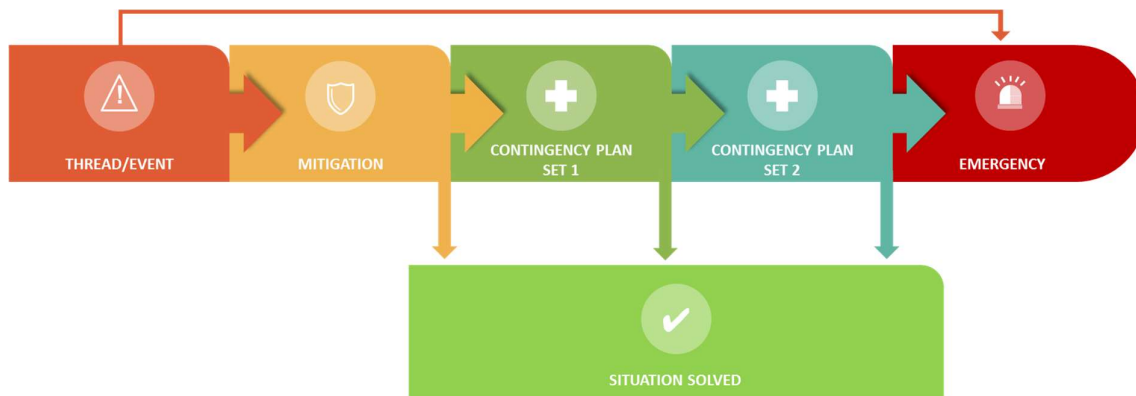 THREAD/EVENT
MITIGATION
CONTINGENCY PLAN
SET 1
CONTINGENCY PLAN
SET 2
EMERGENCY
SITUATION SOLVED